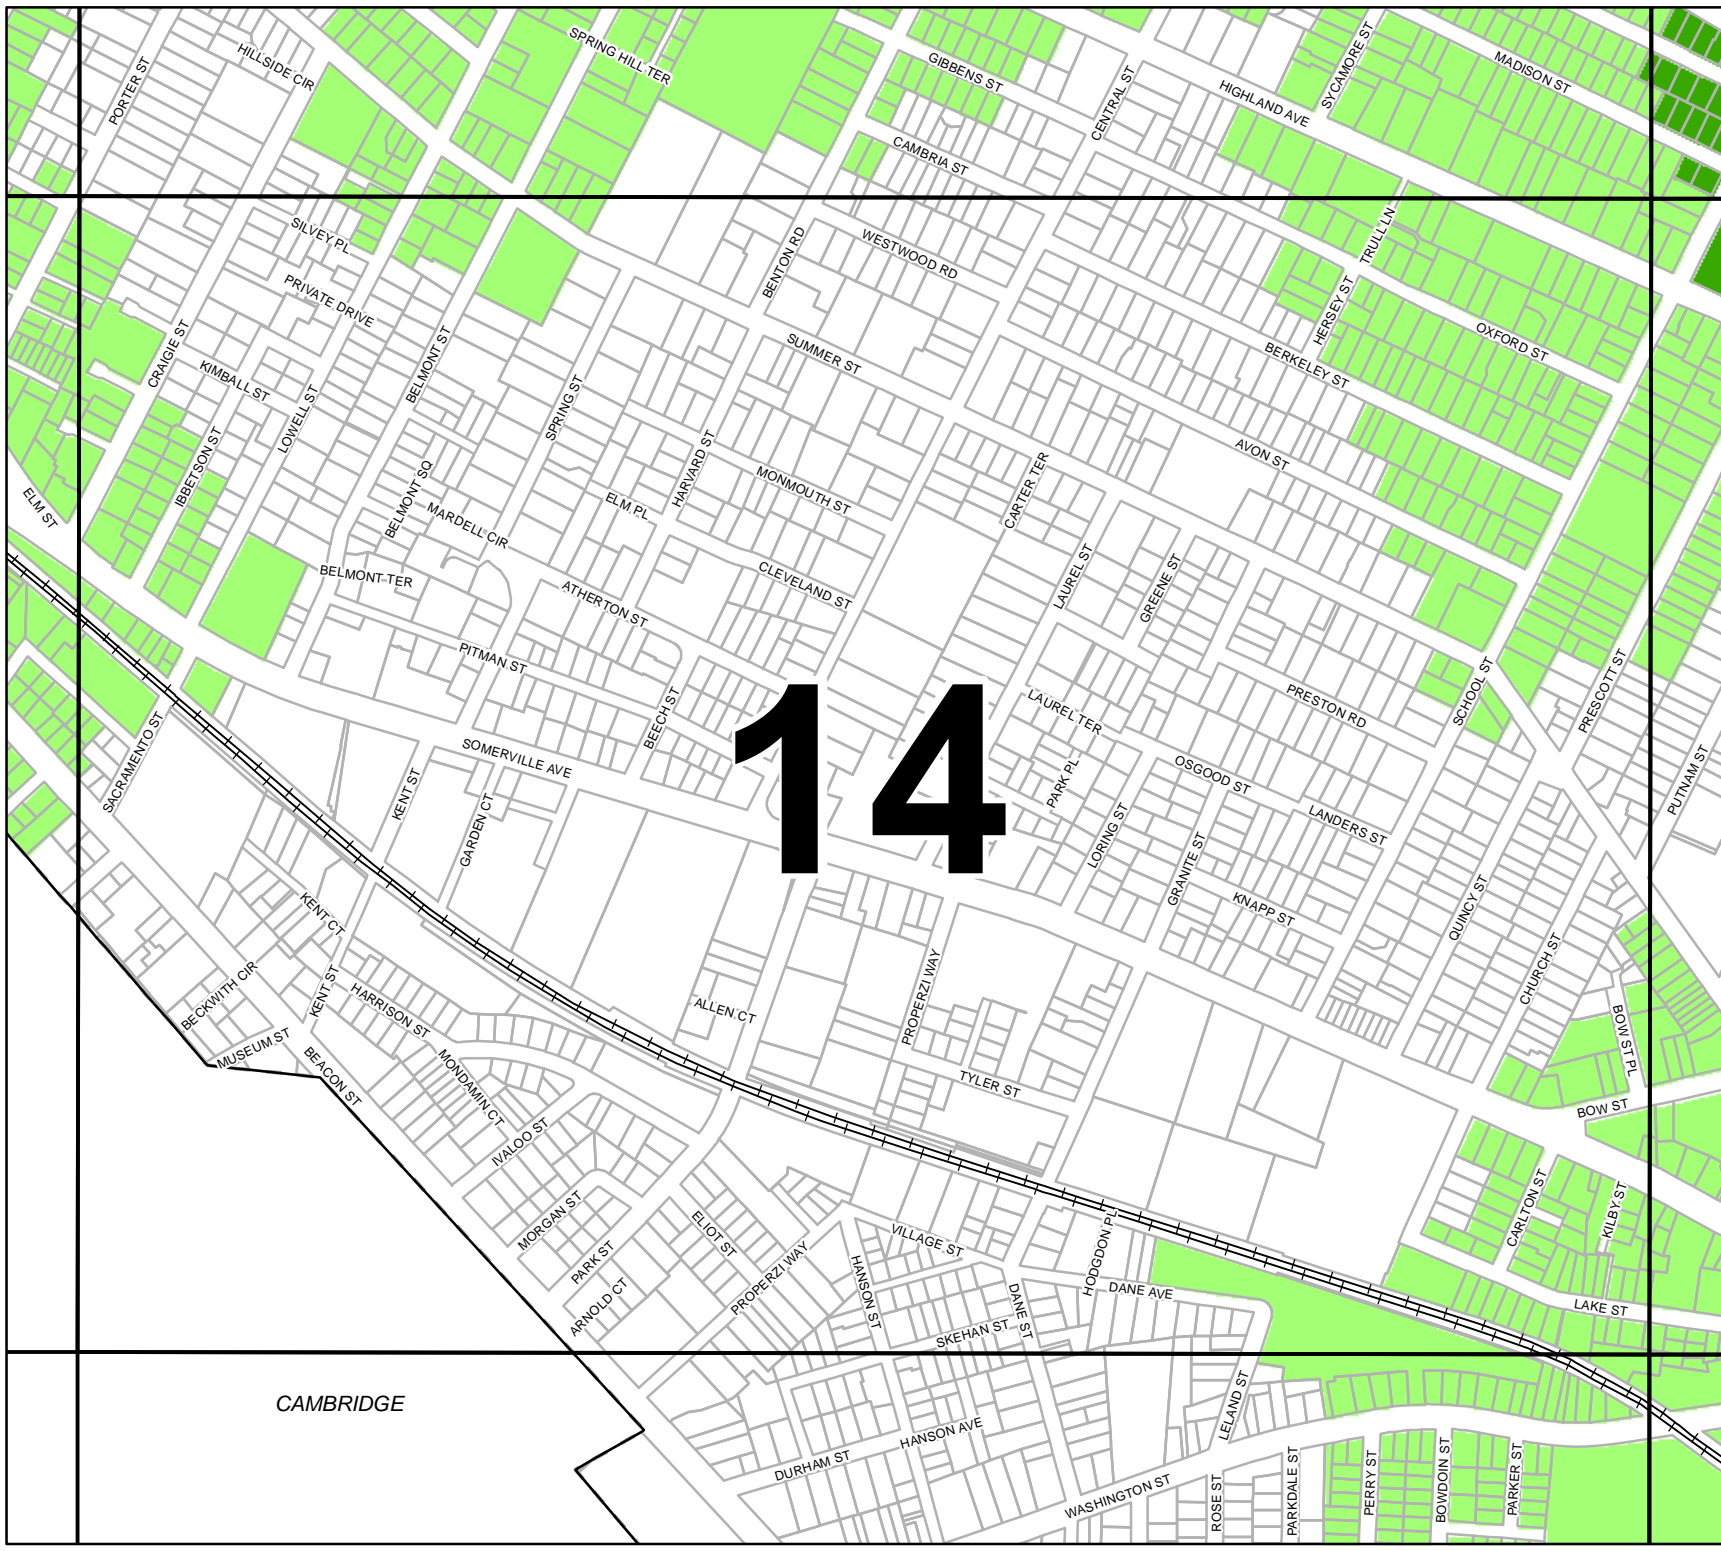 PORTER ST
HILLSIDE CIR
SPRING HILL TER
GIBBENS ST
CENTRAL ST
HIGHLAND AVE
SYCAMORE ST
MADISON ST
CAMBRIA ST
SILVEY PL
PRIVATE DRIVE
BENTON RD
WESTWOOD RD
TRULL LN
HERSEY ST
OXFORD ST
CRAIGIE ST
KIMBALL ST
BELMONT ST
SUMMER ST
BERKELEY ST
LOWELL ST
SPRING ST
IBBETSON ST
HARVARD ST
AVON ST
ELM ST
BELMONT SQ
MARDELL CIR
ELM PL
MONMOUTH ST
CARTER TER
BELMONT TER
ATHERTON ST
CLEVELAND ST
LAUREL ST
GREENE ST
PITMAN ST
BEECH ST
LAUREL TER
PRESTON RD
SCHOOL ST
PRESCOTT ST
SACRAMENTO ST
SOMERVILLE AVE
KENT ST
GARDEN CT
14
PARK PL
OSGOOD ST
LANDERS ST
PUTNAM ST
LORING ST
GRANITE ST
KNAPP ST
QUINCY ST
CHURCH ST
KENT CT
BECKWITH CIR
KENT ST
HARRISON ST
ALLEN CT
PROPERZI WAY
BOW ST PL
MUSEUM ST
BEACON ST
MONDAMIN CT
IVALOO ST
TYLER ST
BOW ST
MORGAN ST
PARK ST
ARNOLD CT
ELIOT ST
PROPERZI WAY
VILLAGE ST
HANSON ST
HODGDON PL
DANE AVE
DANE ST
SKEHAN ST
CARLTON ST
KILBY ST
LAKE ST
CAMBRIDGE
LELAND ST
HANSON AVE
DURHAM ST
WASHINGTON ST
ROSE ST
PARKDALE ST
PERRY ST
BOWDOIN ST
PARKER ST